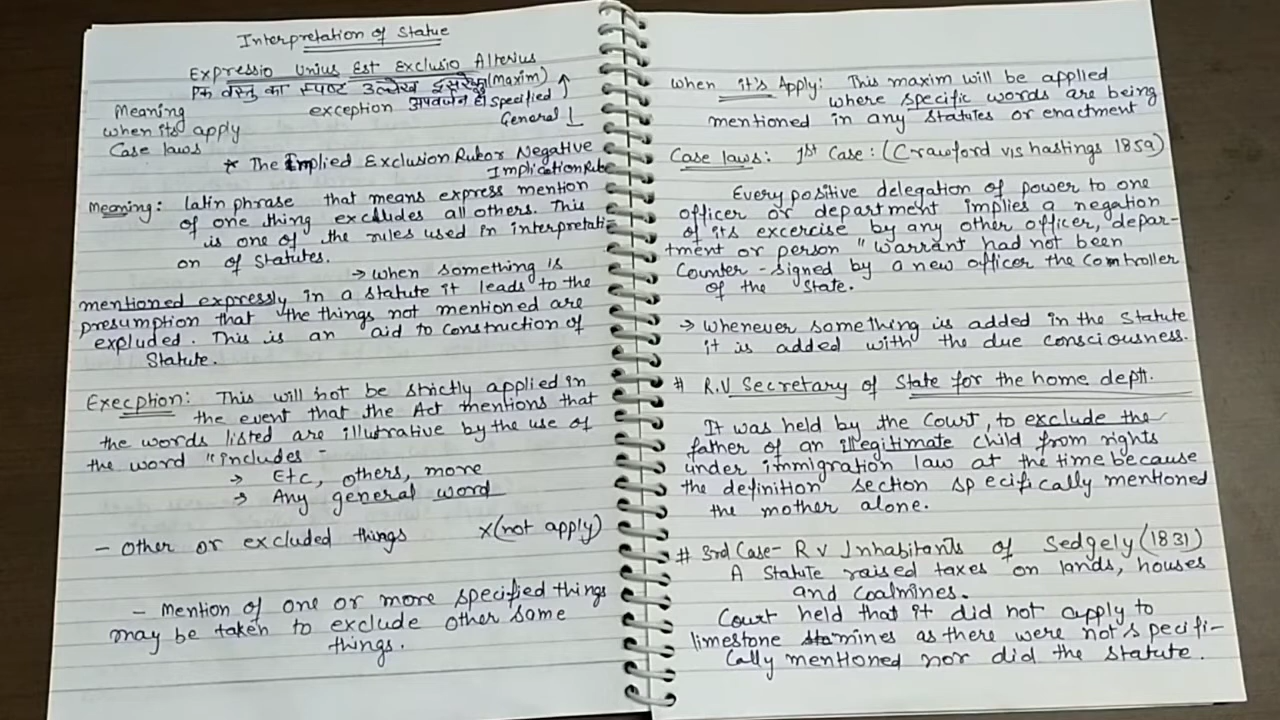 Interpretation of Statue
Expressio Unius Est Exclusio Alterius
एक वस्तु का स्पष्ट उल्लेख दूसरे का (Maxim)
Meaning exception अपवर्जन है। Specified ↑
when its apply General ↓
Case laws
* The Implied Exclusion Rule or Negative
Implication Rule
Meaning: latin phrase that means express mention
of one thing excludes all others. This
is one of the rules used in interpretati-
on of Statutes.
→ when something is
mentioned expressly in a statute it leads to the
presumption that the things not mentioned are
expluded. This is an aid to construction of
Statute.
Execption: This will not be strictly applied in
the event that the Act mentions that
the words listed are illutrative by the use of
the word "includes -
→ Etc, others, more
→ Any general word
- Other or excluded things x (not apply)
- Mention of one or more specified things
may be taken to exclude other same
things.
When it's Apply: This maxim will be applied
where specific words are being
mentioned in any Statutes or enactment
Case laws: 1st Case: (Crawford v/s hastings 1859)
Every positive delegation of power to one
officer or department implies a negation
of its excercise by any other officer, depar-
tment or person "warrant had not been
Counter - signed by a new officer the Comtroller
of the State.
→ Whenever something is added in the Statute
it is added with the due consciousness.
# R.V Secretary of State for the home deptt.
It was held by the Court, to exclude the
father of an illegitimate child from rights
under immigration law at the time because
the definition section specifically mentioned
the mother alone.
# 3rd Case- R v Inhabitants of Sedgely (1831)
A Statute raised taxes on lands, houses
and Coalmines.
Court held that it did not apply to
limestone mines as there were not specifi-
cally mentioned nor did the statute.